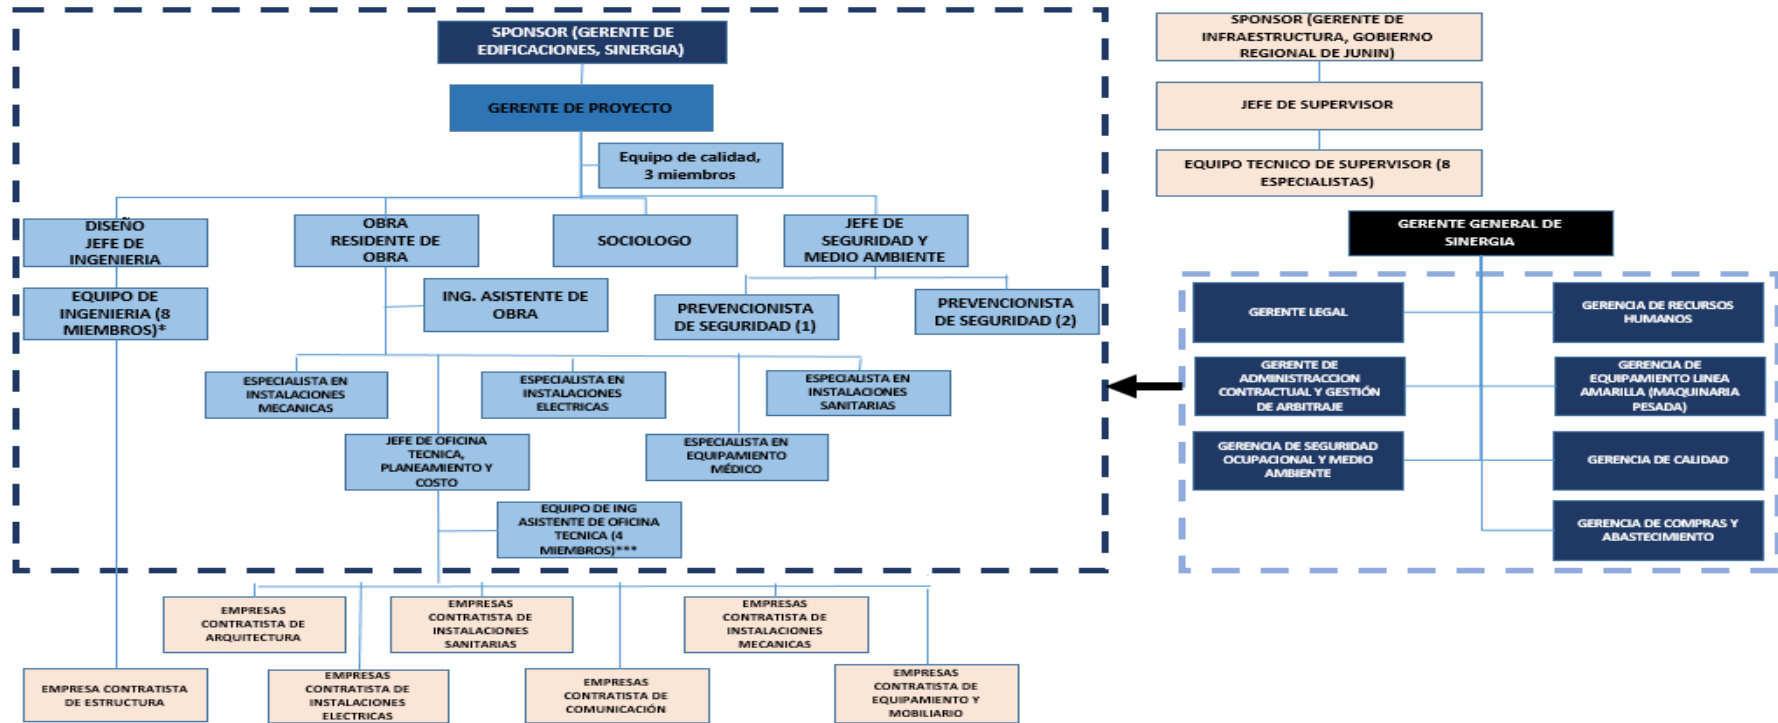 SPONSOR (GERENTE DE
EDIFICACIONES, SINERGIA)
GERENTE DE PROYECTO
Equipo de calidad,
3 miembros
DISEÑO
JEFE DE
INGENIERIA
OBRA
RESIDENTE DE
OBRA
SOCIOLOGO
JEFE DE
SEGURIDAD Y
MEDIO AMBIENTE
EQUIPO DE
INGENIERIA (8
MIEMBROS)*
ING. ASISTENTE DE
OBRA
PREVENCIONISTA
DE SEGURIDAD (1)
PREVENCIONISTA
DE SEGURIDAD (2)
ESPECIALISTA EN
INSTALACIONES
MECANICAS
ESPECIALISTA EN
INSTALACIONES
ELECTRICAS
ESPECIALISTA EN
INSTALACIONES
SANITARIAS
JEFE DE OFICINA
TECNICA,
PLANEAMIENTO Y
COSTO
ESPECIALISTA EN
EQUIPAMIENTO
MÉDICO
EQUIPO DE ING
ASISTENTE DE OFICINA
TECNICA (4
MIEMBROS)***
EMPRESAS
CONTRATISTA DE
ARQUITECTURA
EMPRESAS
CONTRATISTA DE
INSTALACIONES
SANITARIAS
EMPRESAS
CONTRATISTA DE
INSTALACIONES
MECANICAS
EMPRESA CONTRATISTA
DE ESTRUCTURA
EMPRESAS
CONTRATISTA DE
INSTALACIONES
ELECTRICAS
EMPRESAS
CONTRATISTA DE
COMUNICACIÓN
EMPRESAS
CONTRATISTA DE
EQUIPAMIENTO Y
MOBILIARIO
SPONSOR (GERENTE DE
INFRAESTRUCTURA, GOBIERNO
REGIONAL DE JUNIN)
JEFE DE SUPERVISOR
EQUIPO TECNICO DE SUPERVISOR (8
ESPECIALISTAS)
GERENTE GENERAL DE
SINERGIA
GERENTE LEGAL
GERENCIA DE RECURSOS
HUMANOS
GERENTE DE
ADMINISTRACCION
CONTRACTUAL Y GESTIÓN
DE ARBITRAJE
GERENCIA DE
EQUIPAMIENTO LINEA
AMARILLA (MAQUINARIA
PESADA)
GERENCIA DE SEGURIDAD
OCUPACIONAL Y MEDIO
AMBIENTE
GERENCIA DE CALIDAD
GERENCIA DE COMPRAS Y
ABASTECIMIENTO